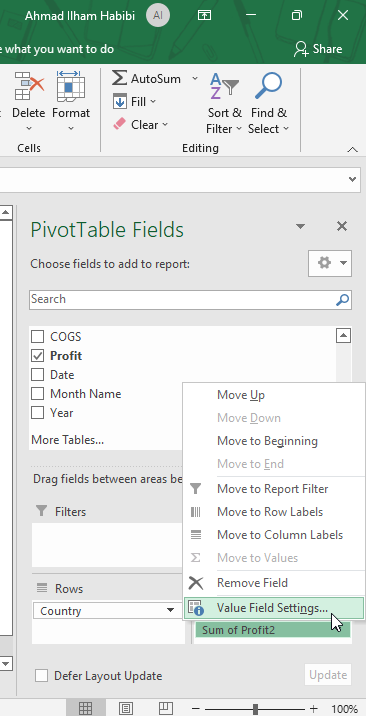 Ahmad Ilham Habibi AI
e what you want to do Share
Delete Format
AutoSum
Fill
Clear
Sort & Filter
Find & Select
Cells Editing
PivotTable Fields
Choose fields to add to report:
Search
COGS
Profit
Date
Month Name
Year
More Tables...
Drag fields between areas be
Filters
Rows
Country
Move Up
Move Down
Move to Beginning
Move to End
Move to Report Filter
Move to Row Labels
Move to Column Labels
Move to Values
Remove Field
Value Field Settings...
Sum of Profit2
Defer Layout Update Update
100%